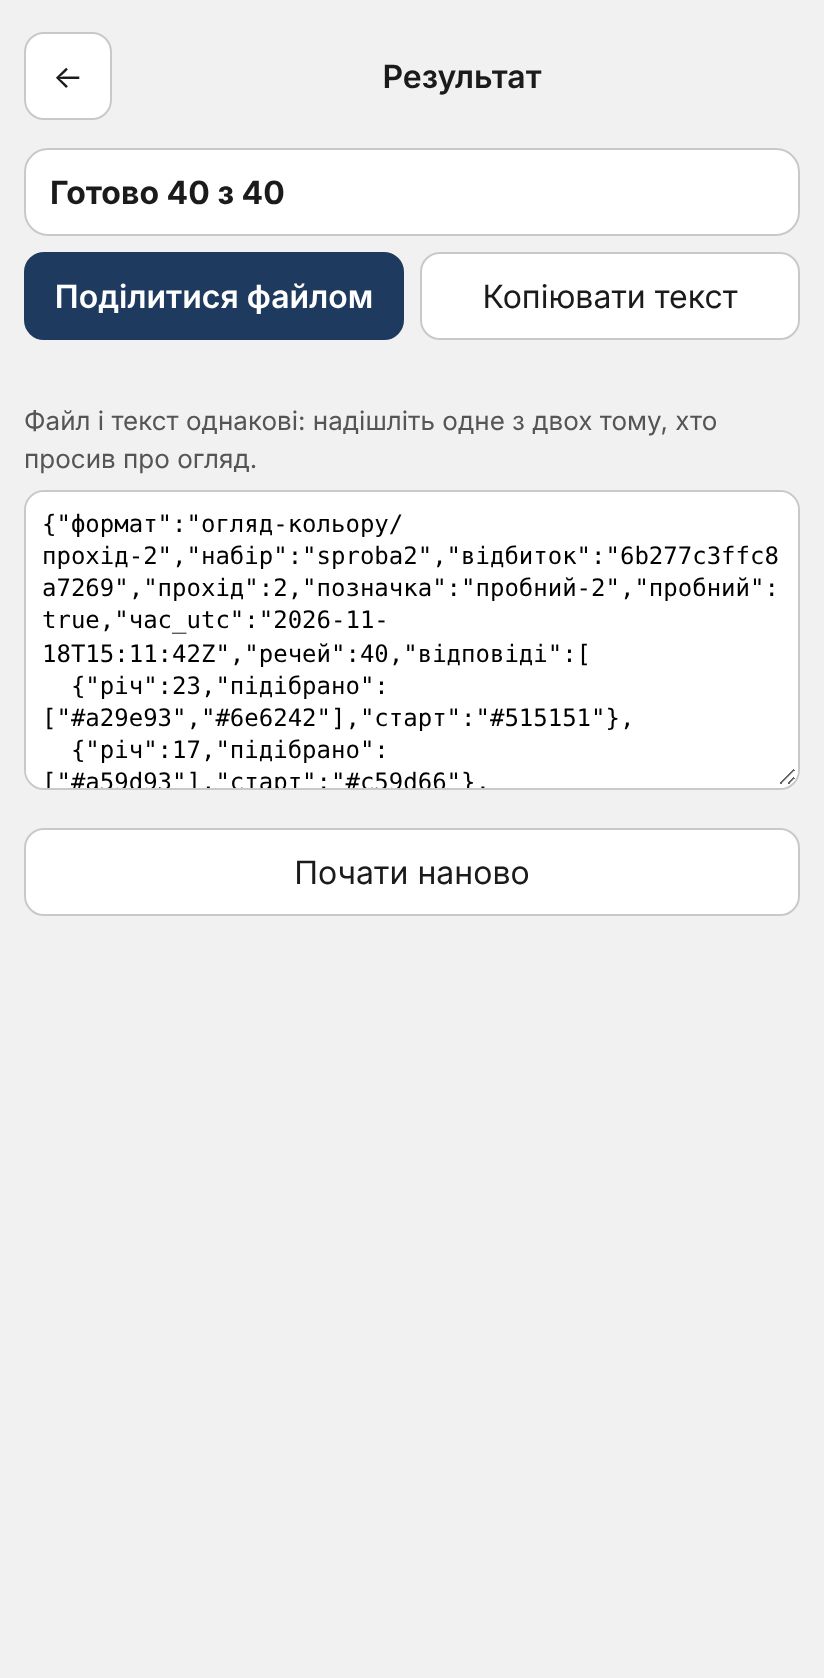 ←
Результат
Готово 40 з 40
Поділитися файлом
Копіювати текст
Файл і текст однакові: надішліть одне з двох тому, хто
просив про огляд.
{"формат":"огляд-кольору/
прохід-2","набір":"sproba2","відбиток":"6b277c3ffc8
a7269","прохід":2,"позначка":"пробний-2","пробний":
true,"час_utc":"2026-11-
18T15:11:42Z","речей":40,"відповіді":[
  {"річ":23,"підібрано":
["#a29e93","#6e6242"],"старт":"#515151"},
  {"річ":17,"підібрано":
["#a59d93"],"старт":"#c59d66"},
Почати наново